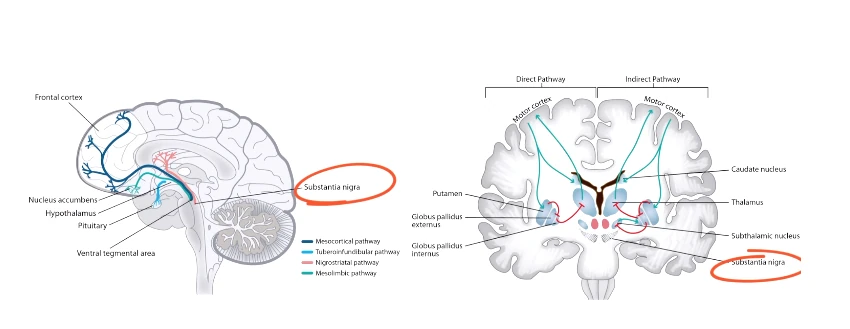 Frontal cortex
Nucleus accumbens
Hypothalamus
Pituitary
Ventral tegmental area
Substantia nigra
Mesocortical pathway
Tuberoinfundibular pathway
Nigrostriatal pathway
Mesolimbic pathway
Direct Pathway
Indirect Pathway
Motor cortex
Motor cortex
Putamen
Globus pallidus
externus
Globus pallidus
internus
Caudate nucleus
Thalamus
Subthalamic nucleus
Substantia nigra